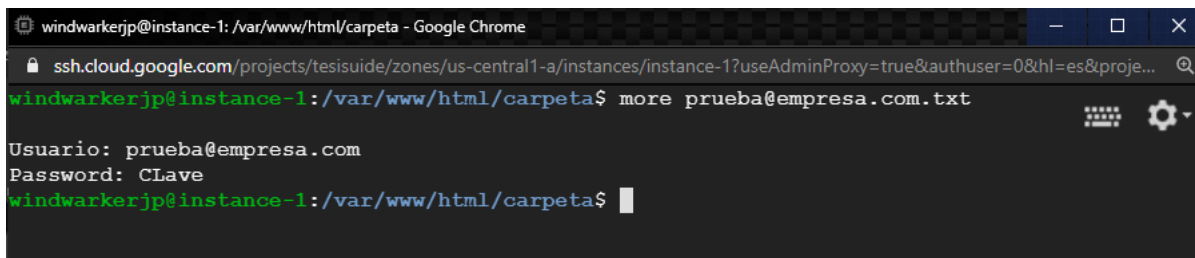 windwarkerjp@instance-1: /var/www/html/carpeta - Google Chrome
ssh.cloud.google.com/projects/tesisuide/zones/us-central1-a/instances/instance-1?useAdminProxy=true&authuser=0&hl=es&proje...
windwarkerjp@instance-1:/var/www/html/carpeta$ more prueba@empresa.com.txt
Usuario: prueba@empresa.com
Password: CLave
windwarkerjp@instance-1:/var/www/html/carpeta$